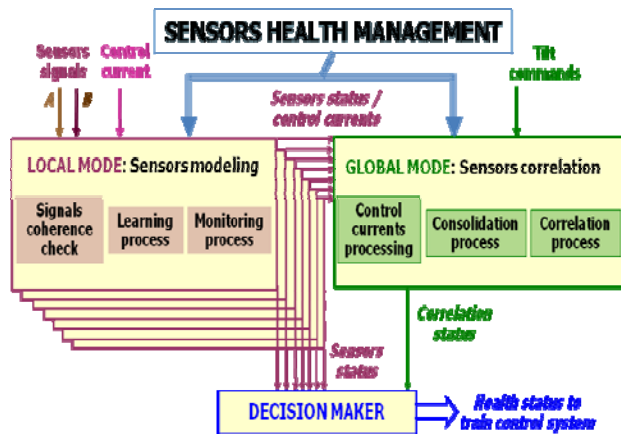 SENSORS HEALTH MANAGEMENT
Sensors
signals
Control
current
A
B
Sensors status /
control currents
Tilt
commands
LOCAL MODE: Sensors modeling
Signals
coherence
check
Learning
process
Monitoring
process
GLOBAL MODE: Sensors correlation
Control
currents
processing
Consolidation
process
Correlation
process
Correlation
status
Sensors
status
DECISION MAKER
Health status to
train control system